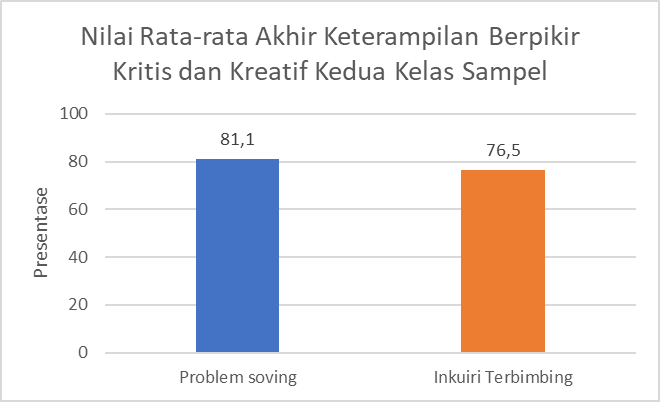 Nilai Rata-rata Akhir Keterampilan Berpikir
Kritis dan Kreatif Kedua Kelas Sampel
Presentase
100
80
60
40
20
0
81,1
76,5
Problem soving
Inkuiri Terbimbing